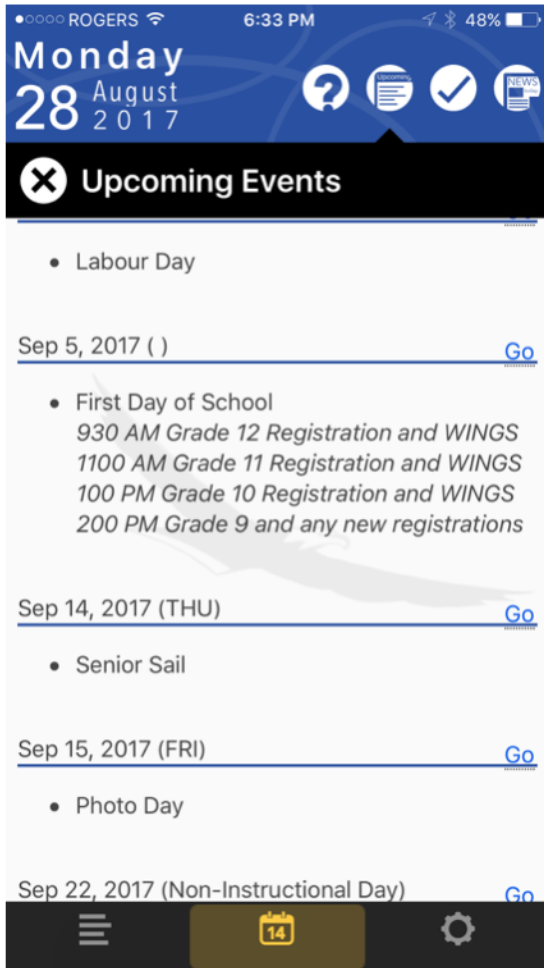 ROGERS 6:33 PM 48%
Monday
28 August
2017
Upcoming
NEWS
Upcoming Events
• Labour Day
Sep 5, 2017 ( ) Go
• First Day of School
930 AM Grade 12 Registration and WINGS
1100 AM Grade 11 Registration and WINGS
100 PM Grade 10 Registration and WINGS
200 PM Grade 9 and any new registrations
Sep 14, 2017 (THU) Go
• Senior Sail
Sep 15, 2017 (FRI) Go
• Photo Day
Sep 22, 2017 (Non-Instructional Day) Go
14